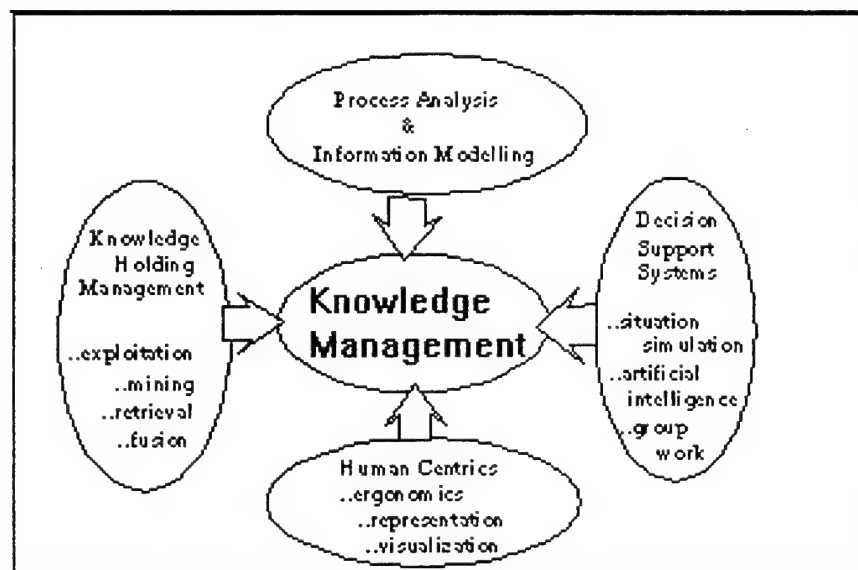 Process Analysis
&
Information Modelling
Knowledge
Holding
Management
..exploitation
..mining
..retrieval
..fusion
Knowledge
Management
Decision
Support
Systems
..situation
simulation
..artificial
intelligence
..group
work
Human Centrics
..ergonomics
..representation
..visualization